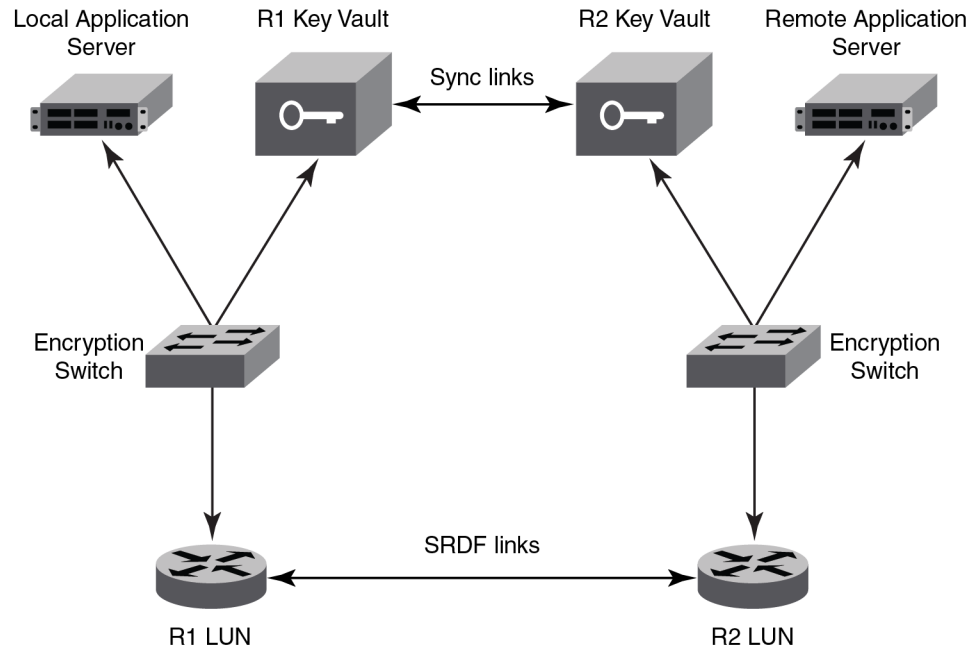 Local Application
Server
R1 Key Vault
R2 Key Vault
Remote Application
Server
Sync links
Encryption
Switch
Encryption
Switch
SRDF links
R1 LUN
R2 LUN